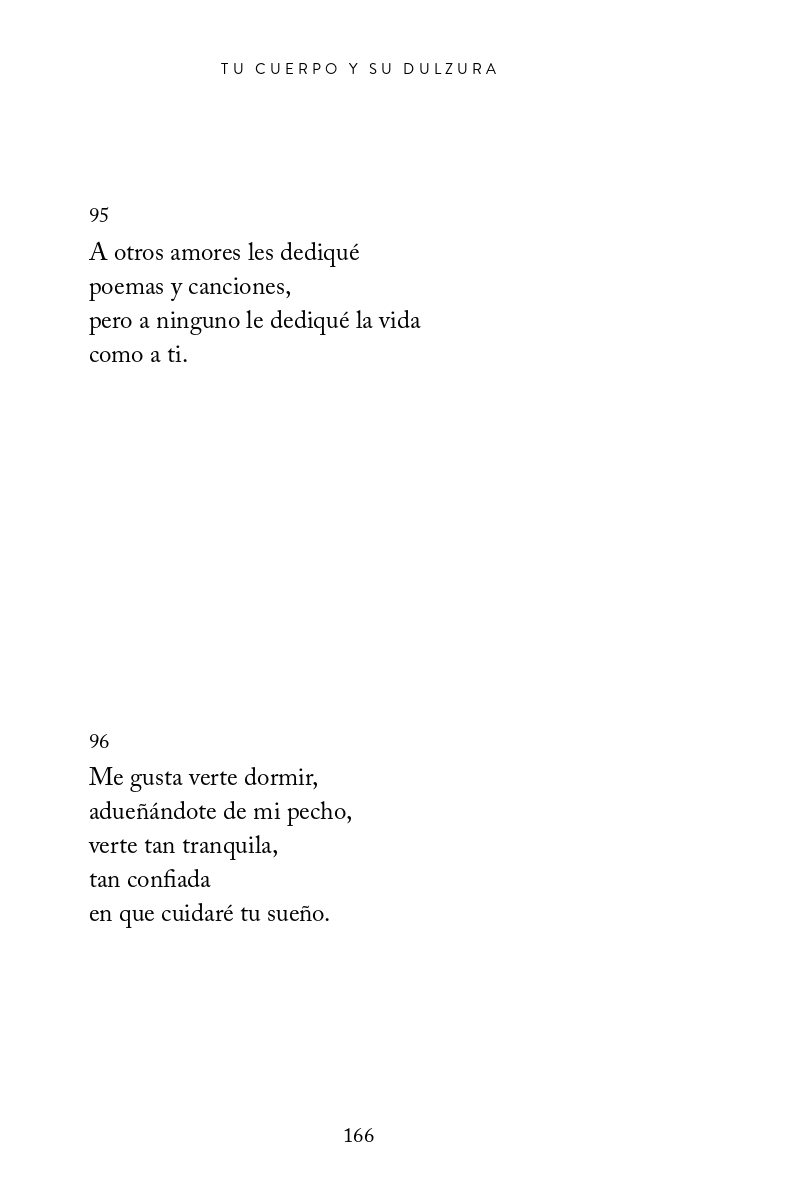 TU CUERPO Y SU DULZURA
95
A otros amores les dediqué
poemas y canciones,
pero a ninguno le dediqué la vida
como a ti.
96
Me gusta verte dormir,
adueñándote de mi pecho,
verte tan tranquila,
tan confiada
en que cuidaré tu sueño.
166